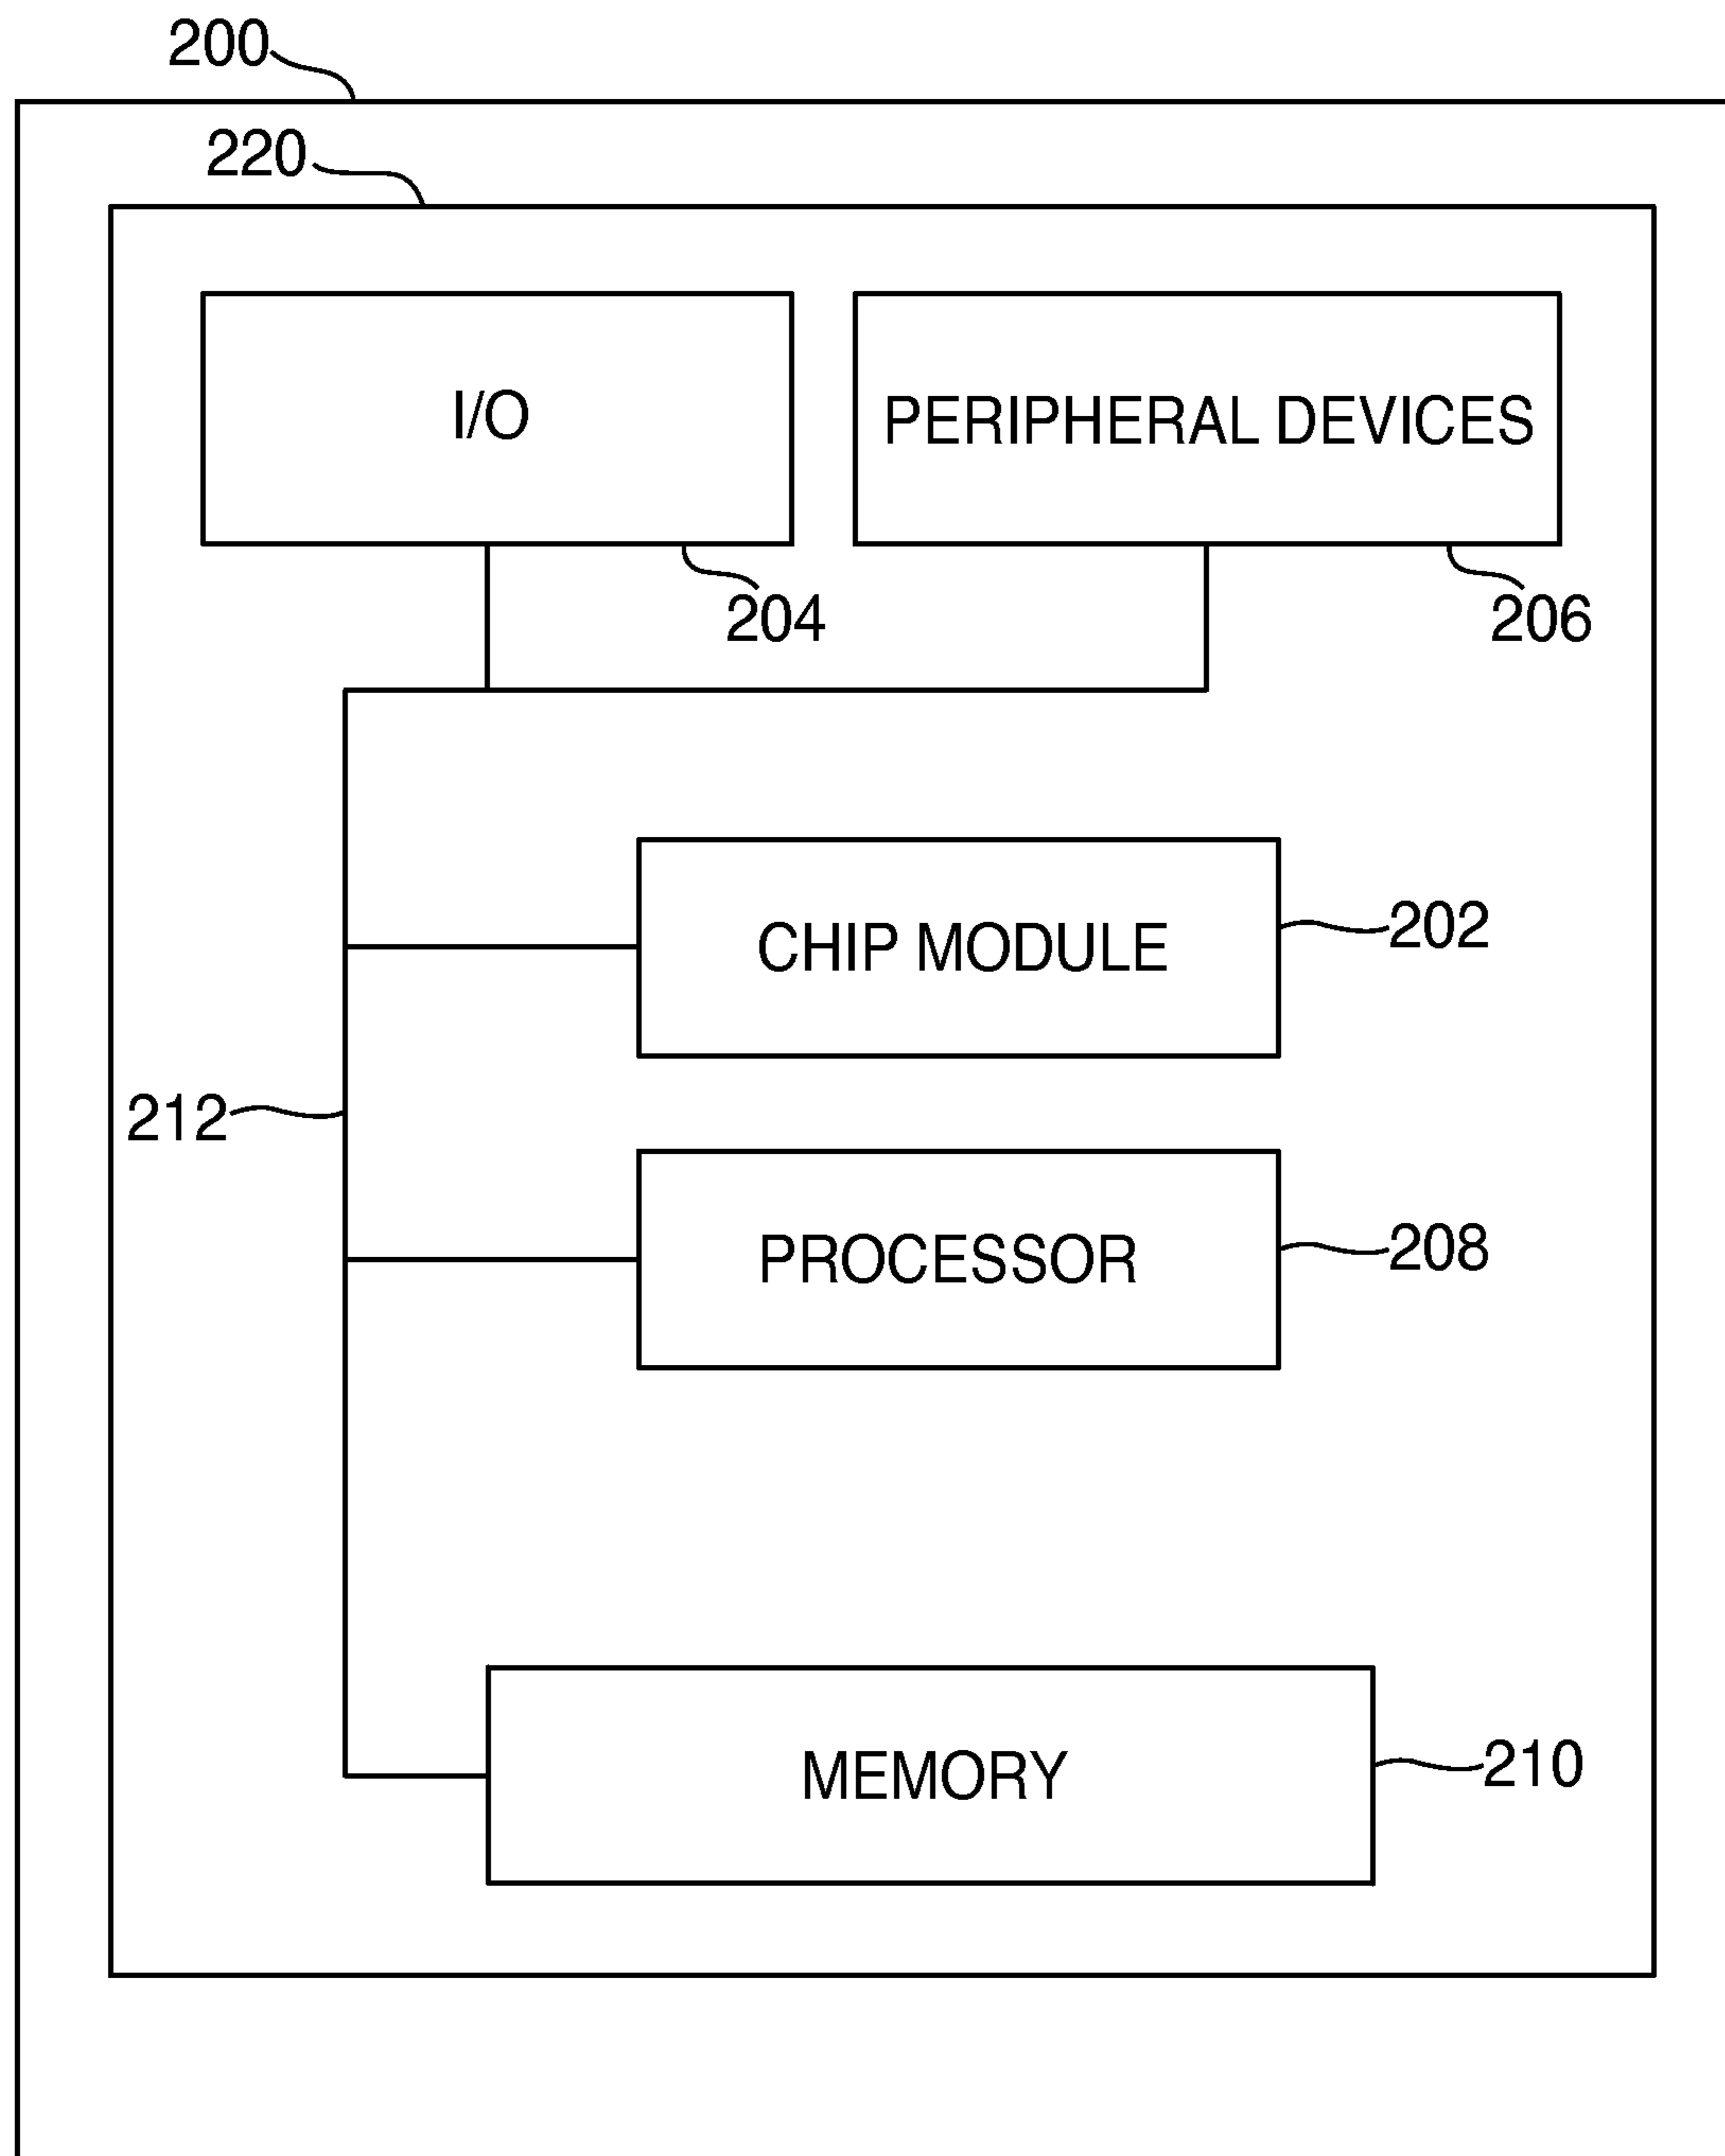 200
220
I/O
PERIPHERAL DEVICES
204
206
CHIP MODULE
202
212
PROCESSOR
208
MEMORY
210